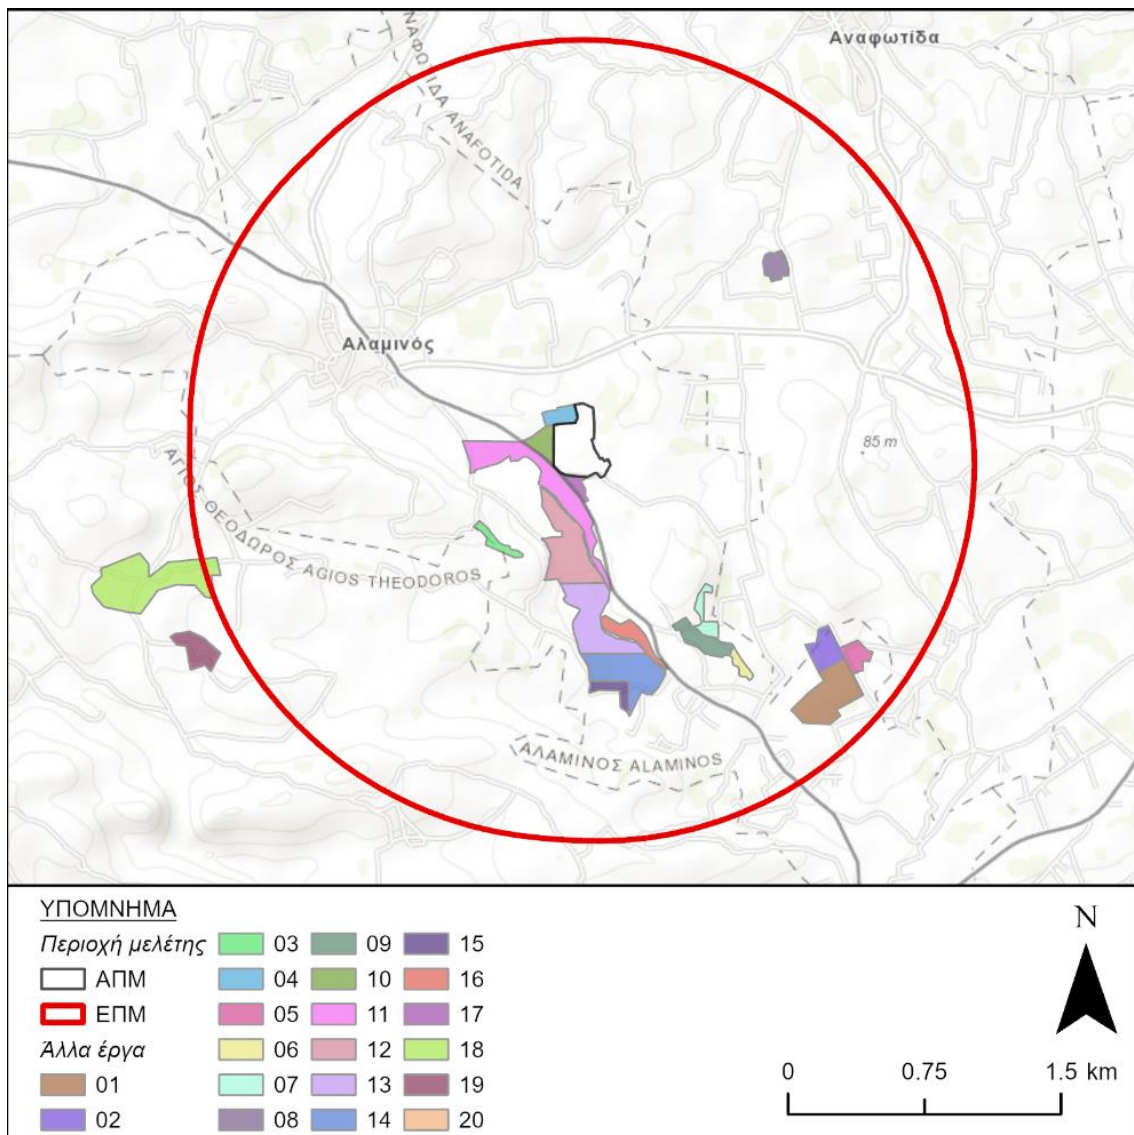 Αναφωτίδα
ΝΑΦΩΤΙΔΑ ANAFOTIDA
Αλαμινός
85 m
ΑΓΙΟΣ ΘΕΟΔΩΡΟΣ AGIOS THEODOROS
ΑΛΑΜΙΝΟΣ ALAMINOS
ΥΠΟΜΝΗΜΑ
Περιοχή μελέτης
ΑΠΜ
ΕΠΜ
Άλλα έργα
01
02
03
04
05
06
07
08
09
10
11
12
13
14
15
16
17
18
19
20
N
0 0.75 1.5 km